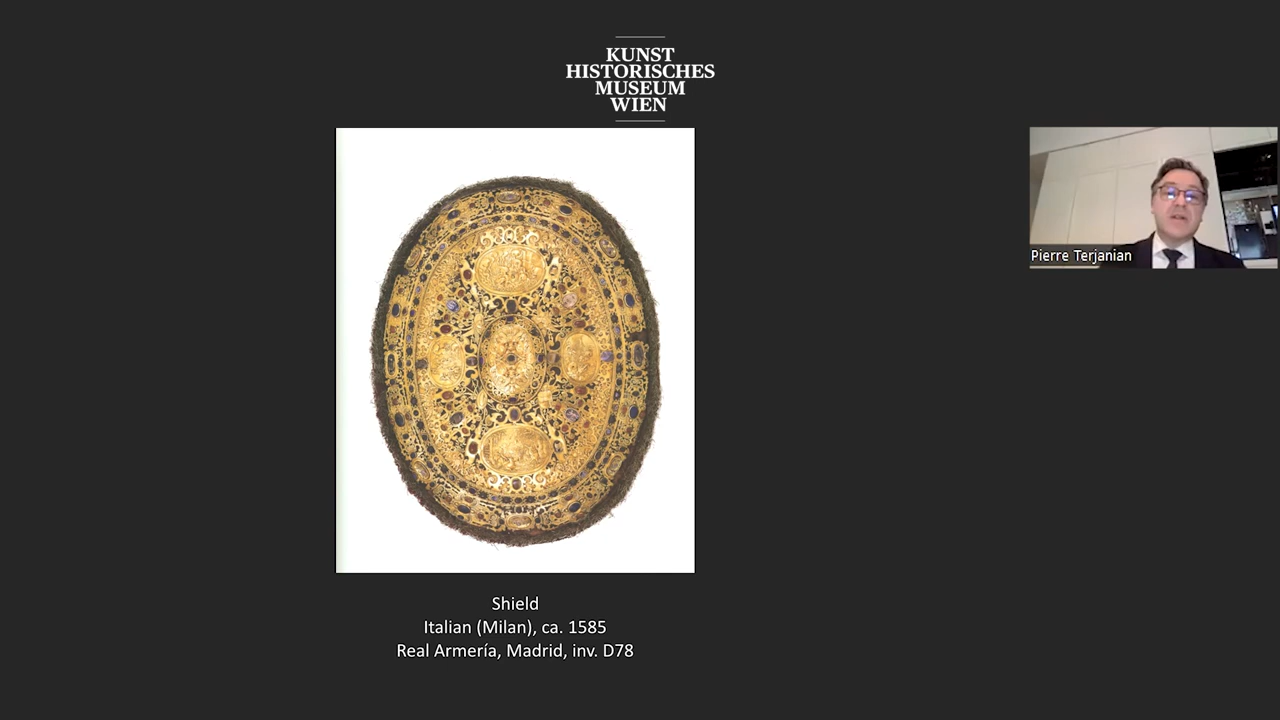 KUNST
HISTORISCHES
MUSEUM
WIEN
Pierre Terjanian
Shield
Italian (Milan), ca. 1585
Real Armería, Madrid, inv. D78